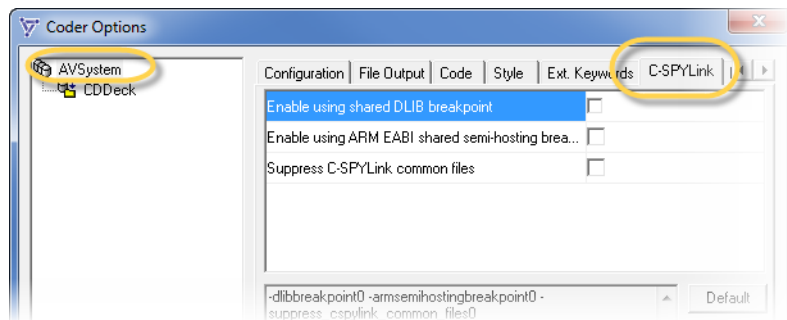 Coder Options
AVSystem
CDDeck
Configuration File Output Code Style Ext. Keywords C-SPYLink
Enable using shared DLIB breakpoint
Enable using ARM EABI shared semi-hosting brea...
Suppress C-SPYLink common files
-dlibbreakpoint0 -armsemihostingbreakpoint0 -
suppress_cspylink_common_files0
Default